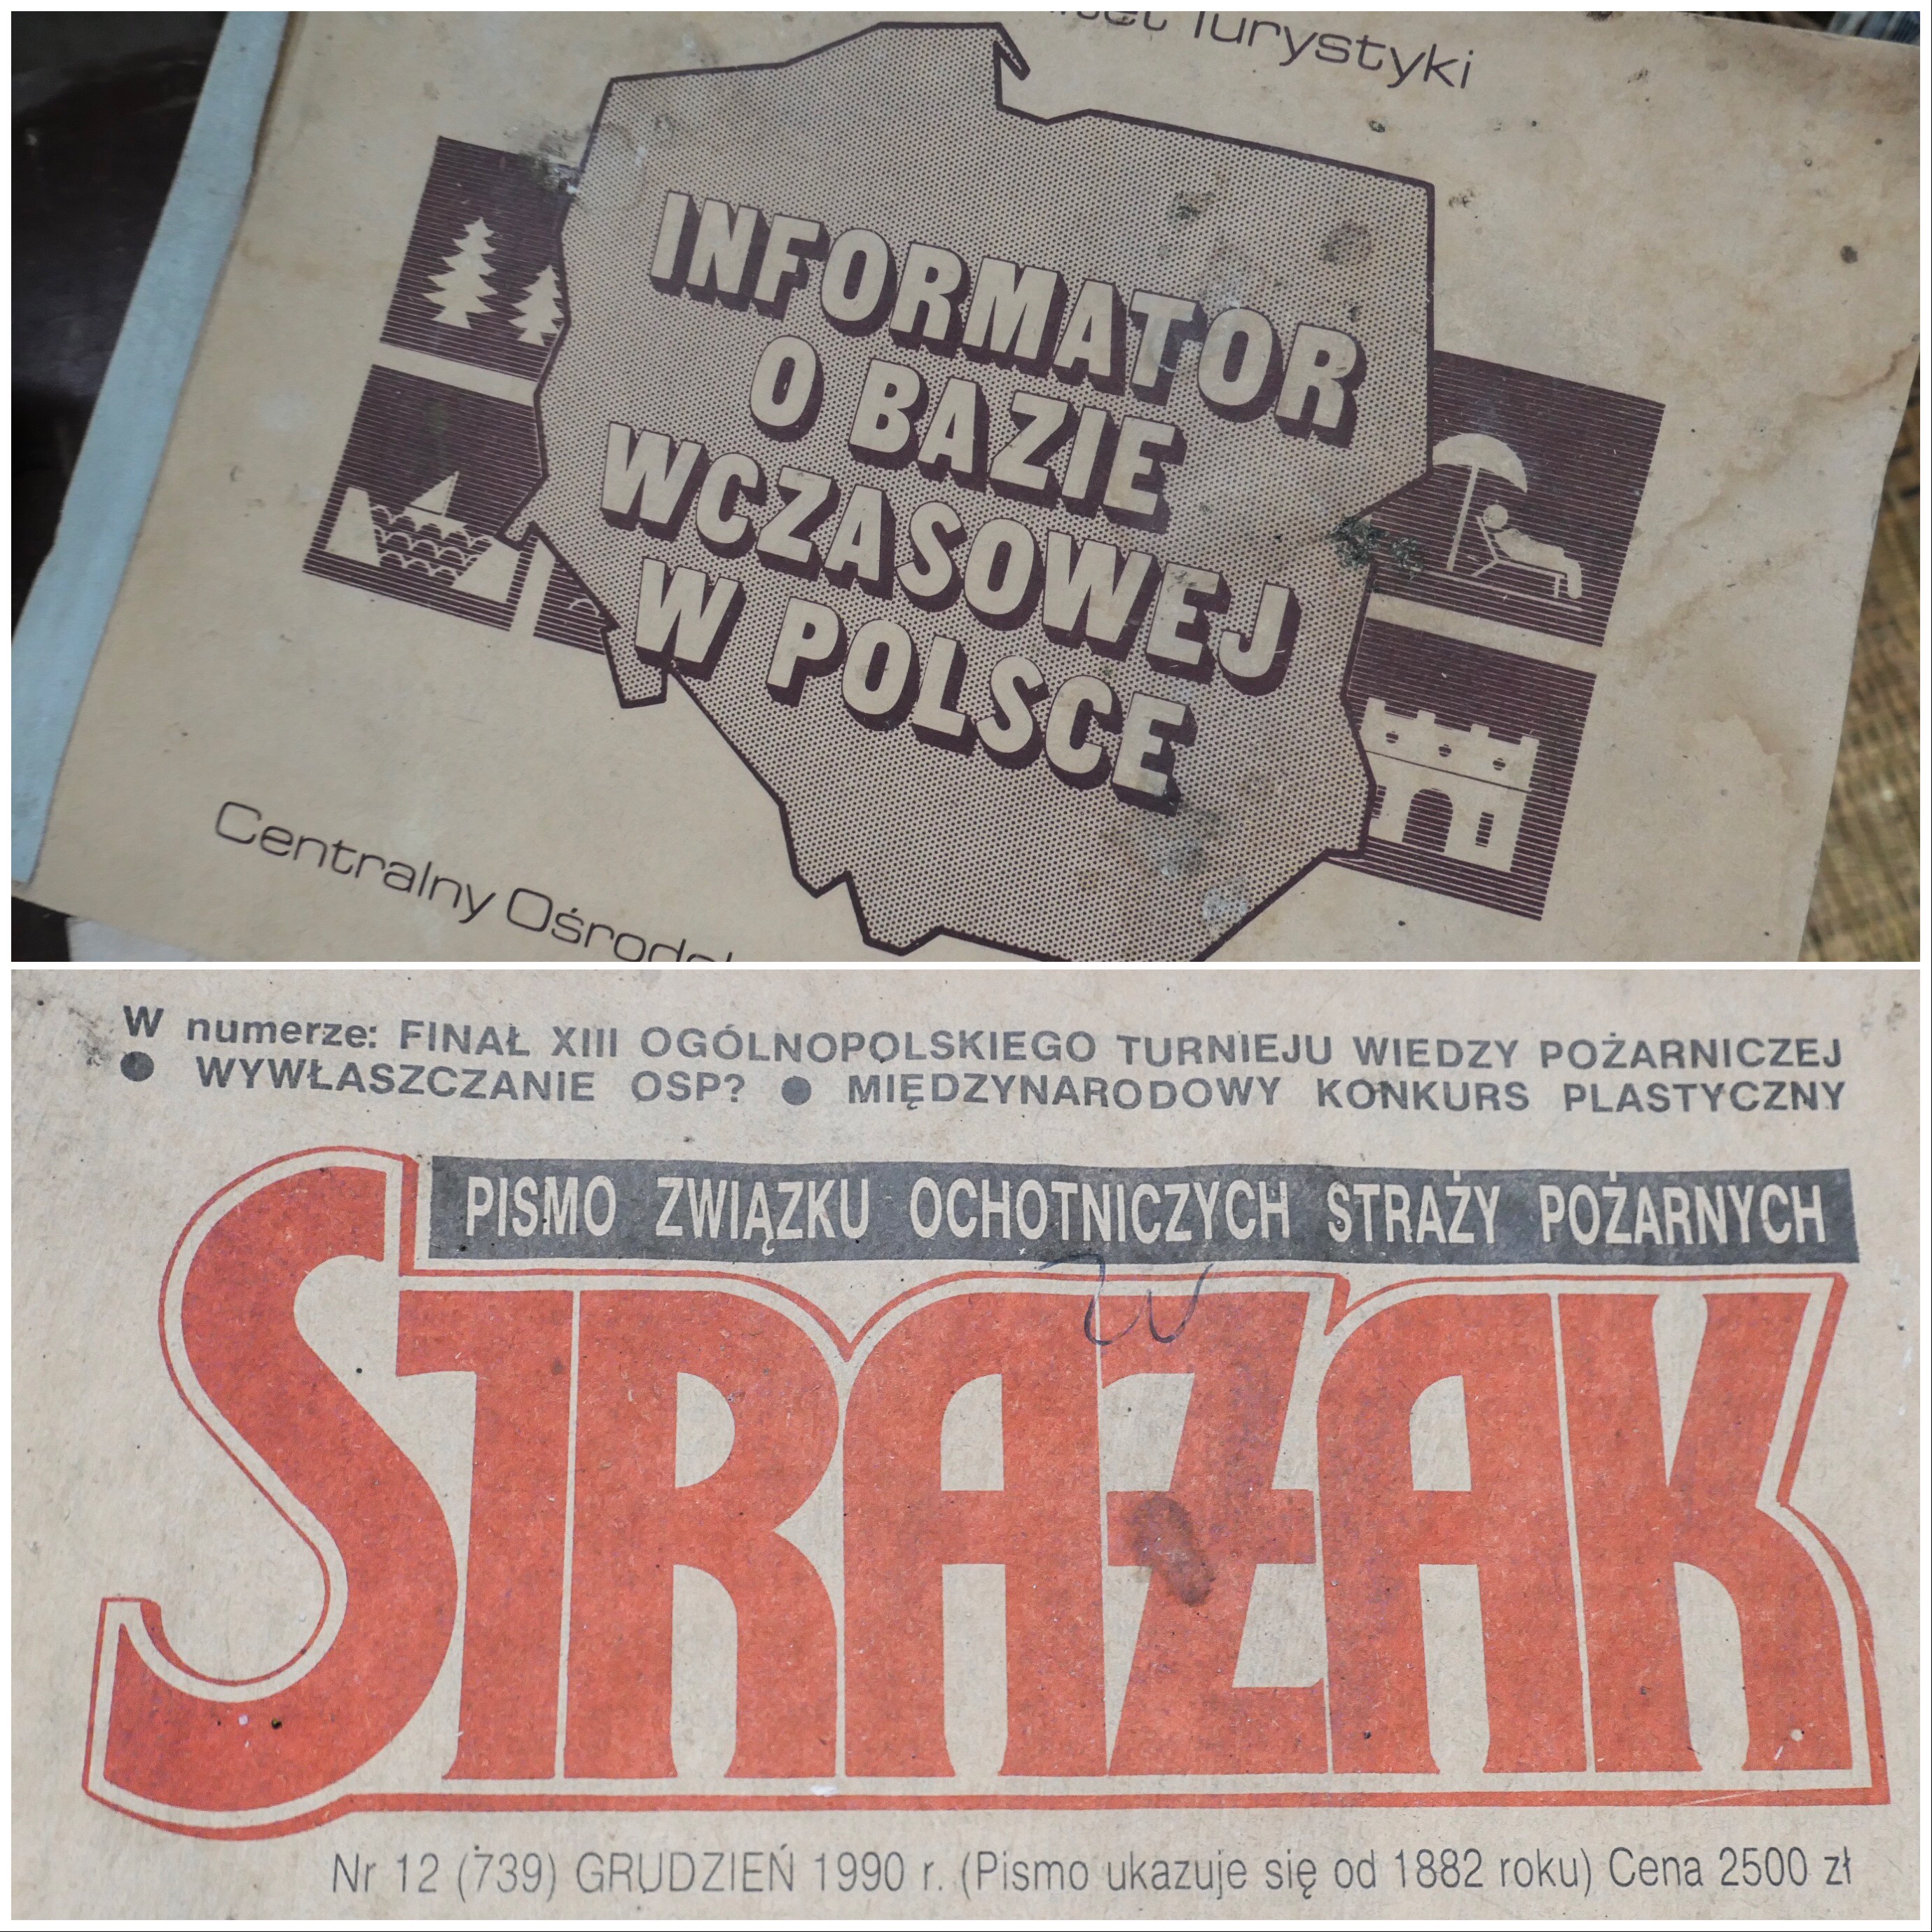 Turystyki
INFORMATOR
O BAZIE
WCZASOWEJ
W POLSCE
Centralny
W numerze: FINAŁ XIII OGÓLNOPOLSKIEGO TURNIEJU WIEDZY POŻARNICZEJ
● WYWŁASZCZANIE OSP? ● MIĘDZYNARODOWY KONKURS PLASTYCZNY
PISMO ZWIĄZKU OCHOTNICZYCH STRAŻY POŻARNYCH
STRAŻAK
Nr 12 (739) GRUDZIEŃ 1990 r. (Pismo ukazuje się od 1882 roku) Cena 2500 zł